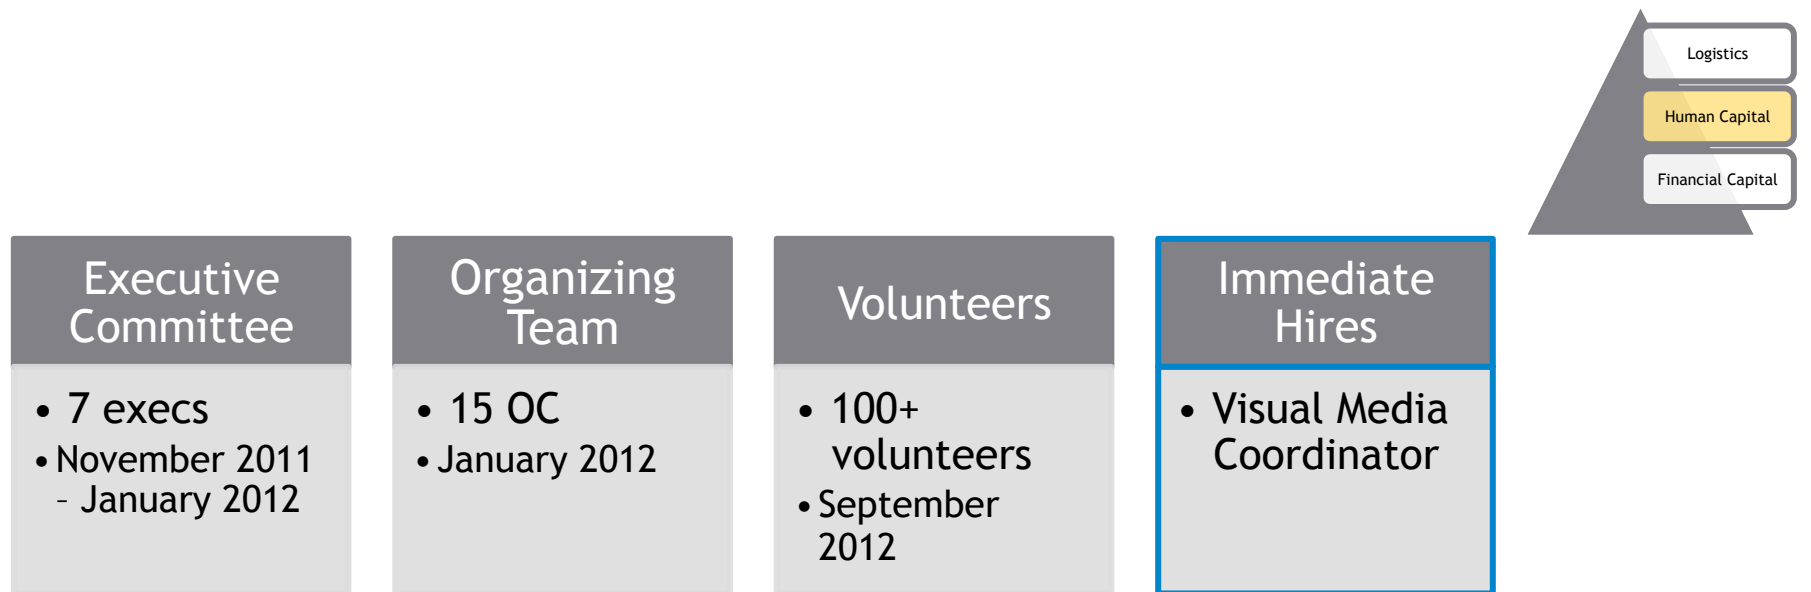 Logistics
Human Capital
Financial Capital
Executive
Committee
• 7 execs
• November 2011
– January 2012
Organizing
Team
• 15 OC
• January 2012
Volunteers
• 100+
volunteers
• September
2012
Immediate
Hires
• Visual Media
Coordinator